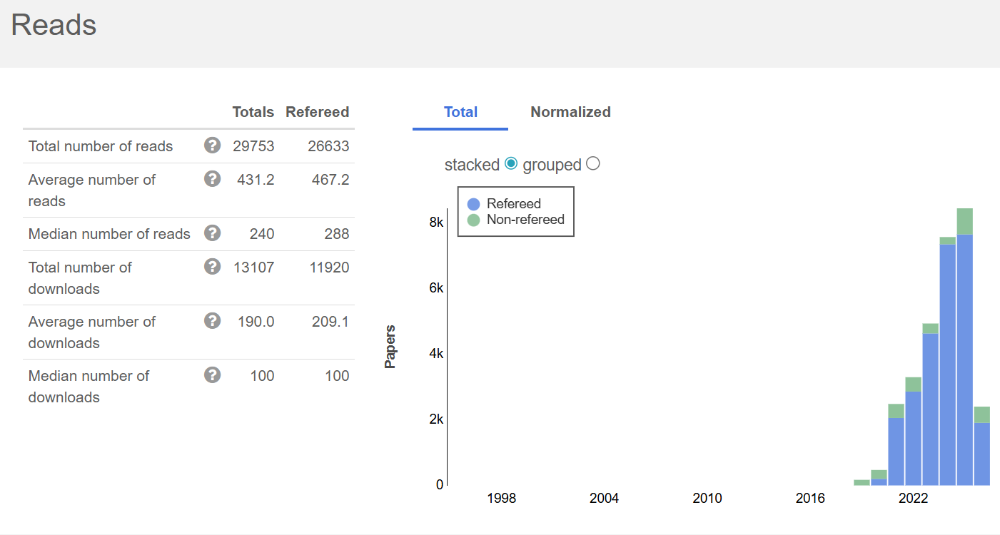 Reads
Totals Refereed
Total number of reads ? 29753 26633
Average number of ? 431.2 467.2
reads
Median number of reads ? 240 288
Total number of ? 13107 11920
downloads
Average number of ? 190.0 209.1
downloads
Median number of ? 100 100
downloads
Total Normalized
stacked grouped
Refereed
Non-refereed
8k
6k
4k
2k
0
Papers
1998 2004 2010 2016 2022